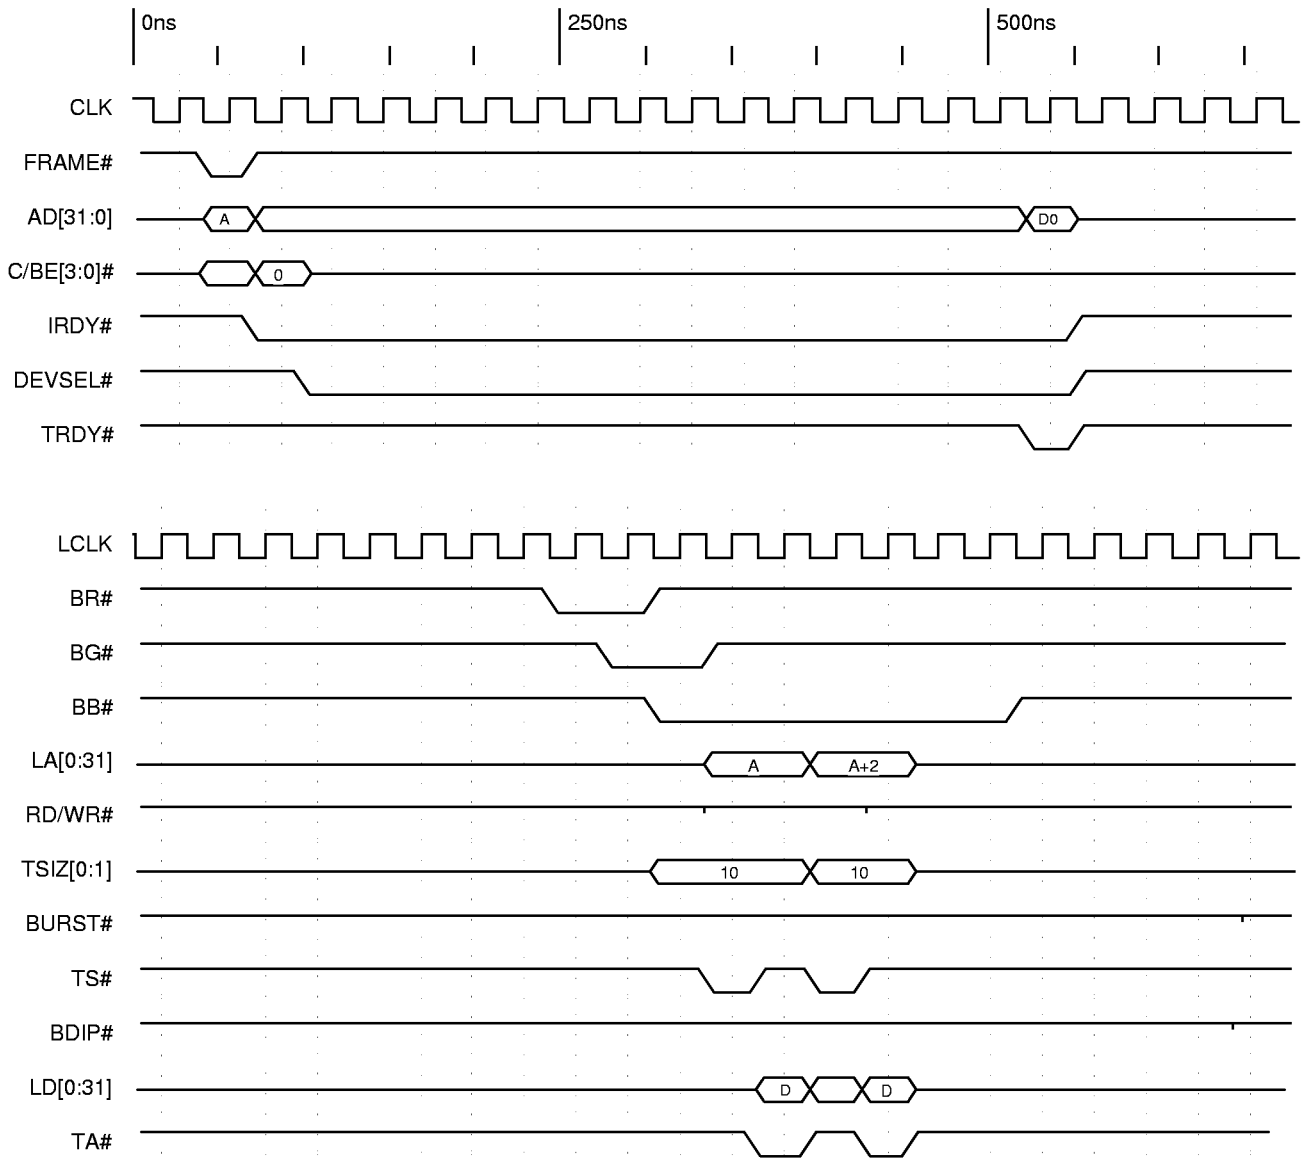 0ns 250ns 500ns
CLK
FRAME#
AD[31:0] A D0
C/BE[3:0]# 0
IRDY#
DEVSEL#
TRDY#
LCLK
BR#
BG#
BB#
LA[0:31] A A+2
RD/WR#
TSIZ[0:1] 10 10
BURST#
TS#
BDIP#
LD[0:31] D D
TA#